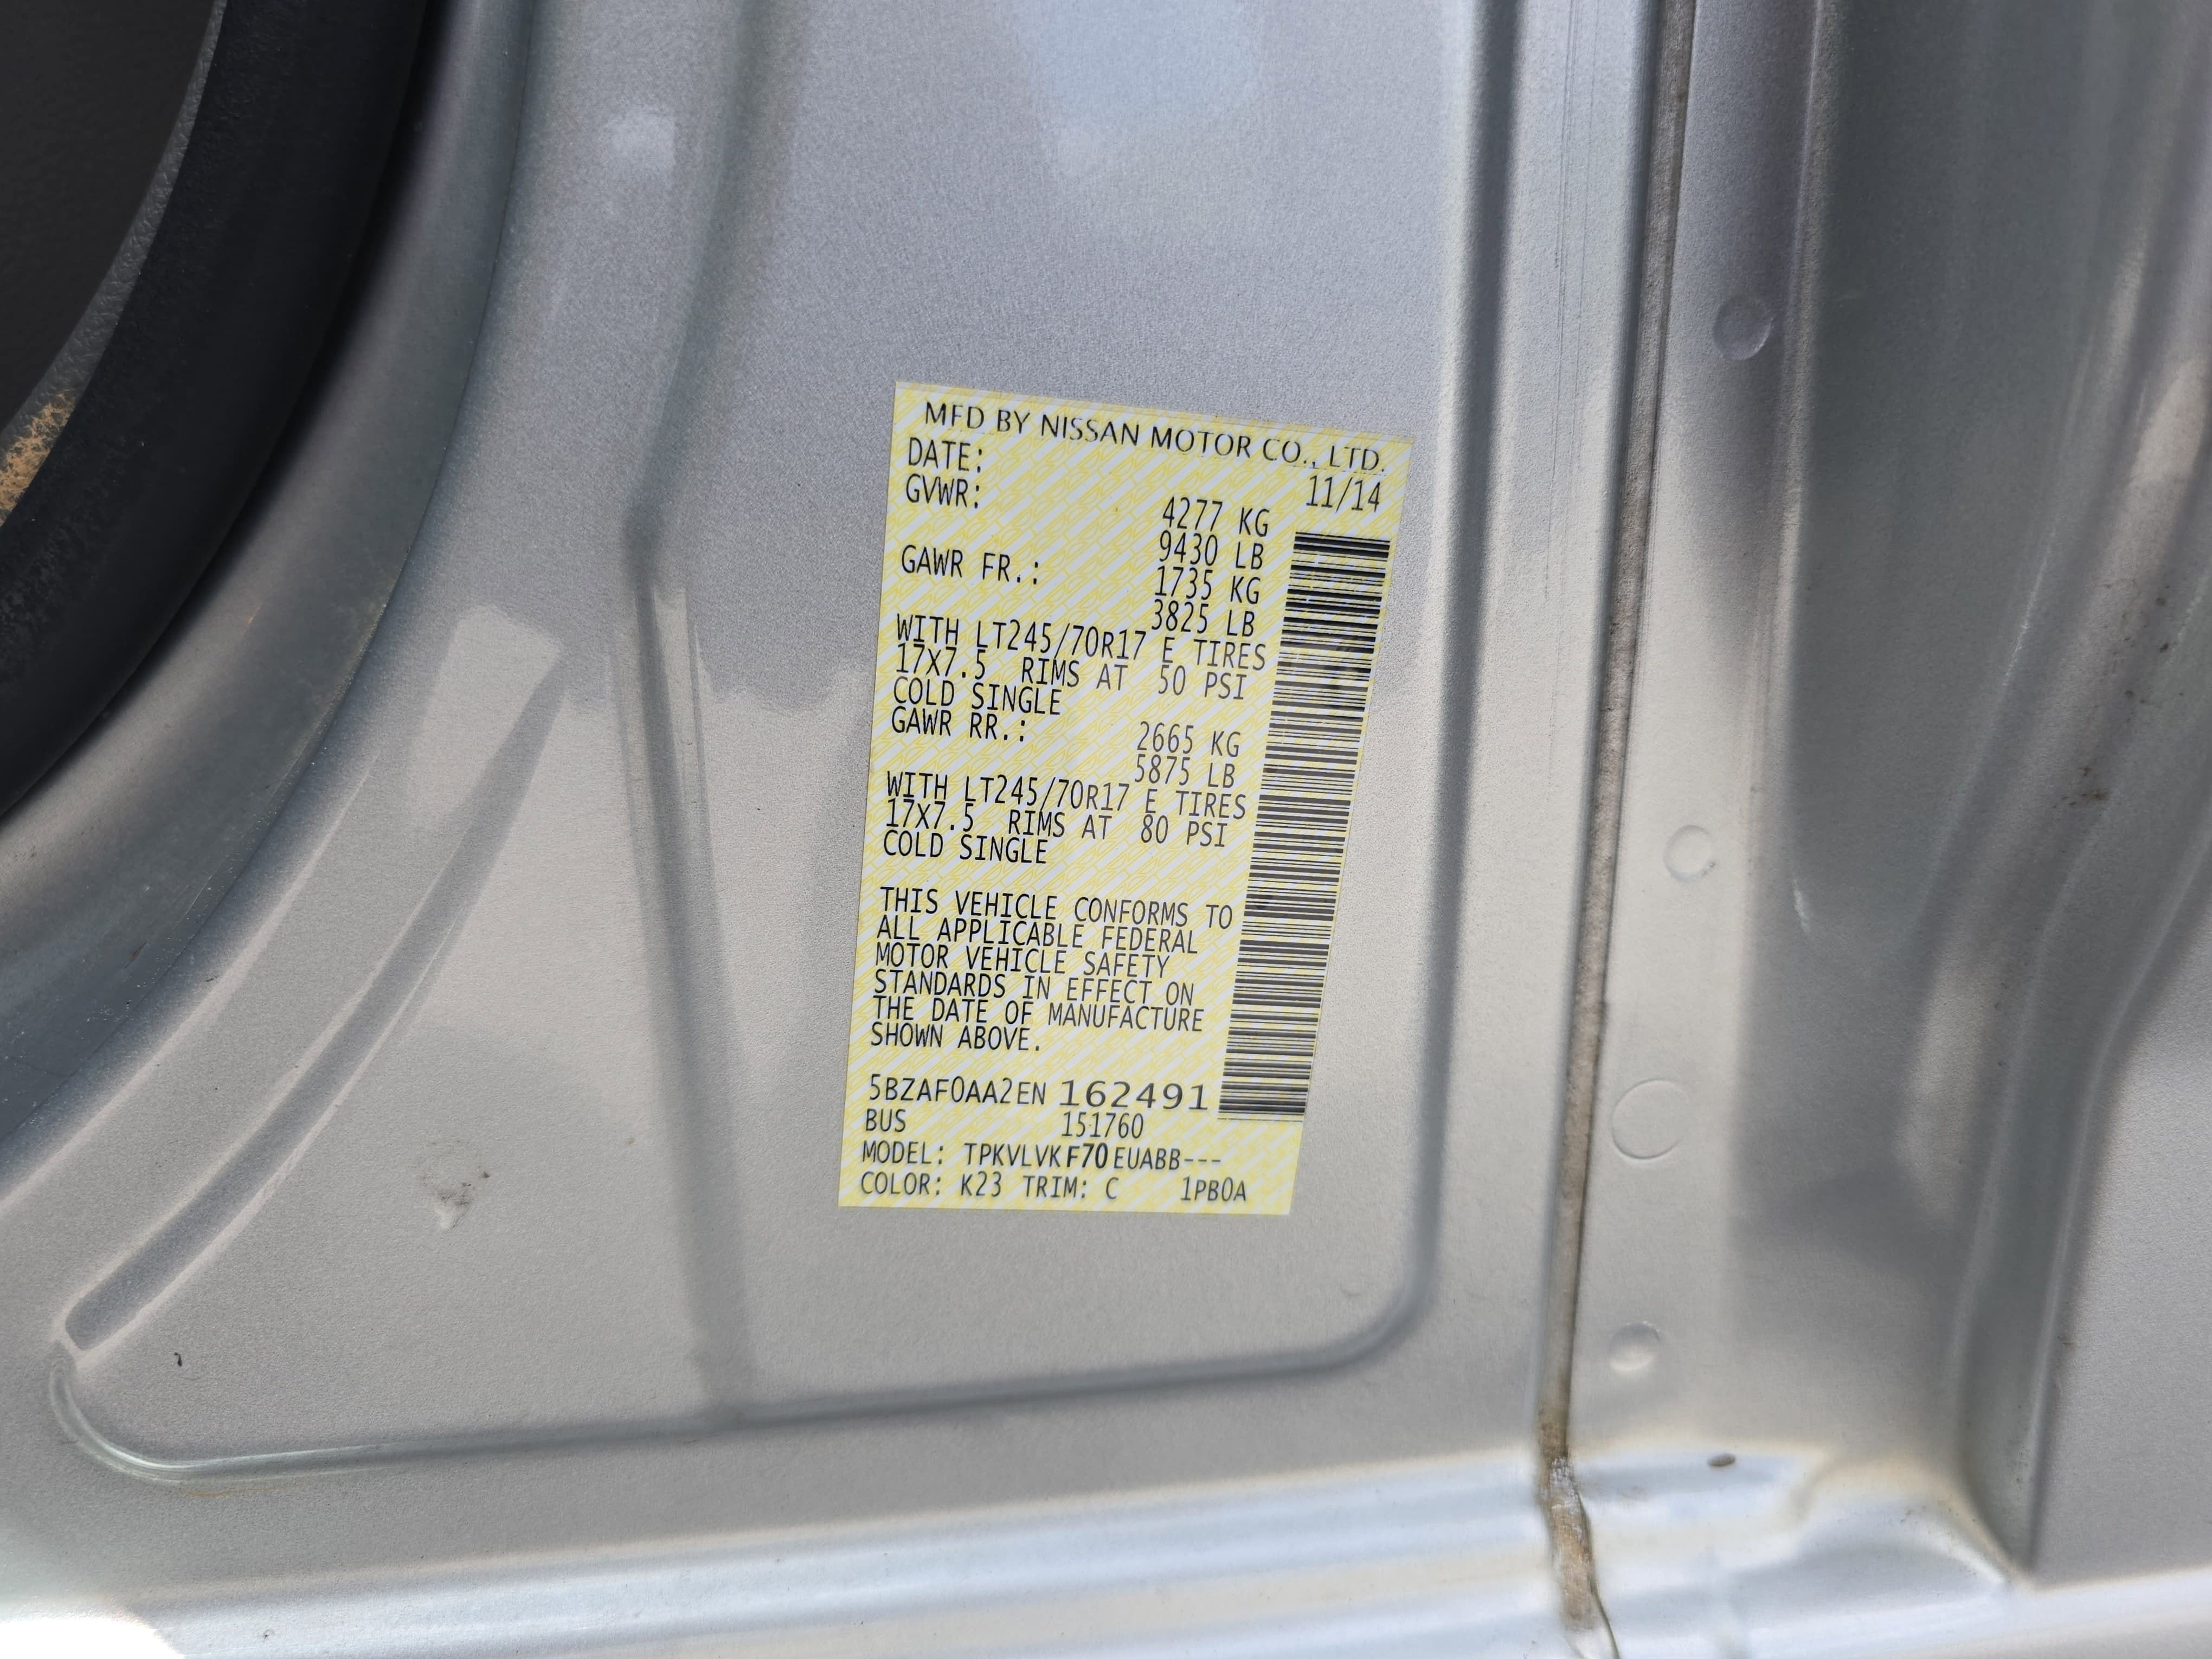 MFD BY NISSAN MOTOR CO., LTD.
DATE: 11/14
GVWR: 4277 KG
9430 LB
GAWR FR.: 1735 KG
3825 LB
WITH LT245/70R17 E TIRES
17X7.5 RIMS AT 50 PSI
COLD SINGLE
GAWR RR.: 2665 KG
5875 LB
WITH LT245/70R17 E TIRES
17X7.5 RIMS AT 80 PSI
COLD SINGLE
THIS VEHICLE CONFORMS TO
ALL APPLICABLE FEDERAL
MOTOR VEHICLE SAFETY
STANDARDS IN EFFECT ON
THE DATE OF MANUFACTURE
SHOWN ABOVE.
5BZAF0AA2EN 162491
BUS 151760
MODEL: TPKVLVKF70EUABB---
COLOR: K23 TRIM: C 1PB0A